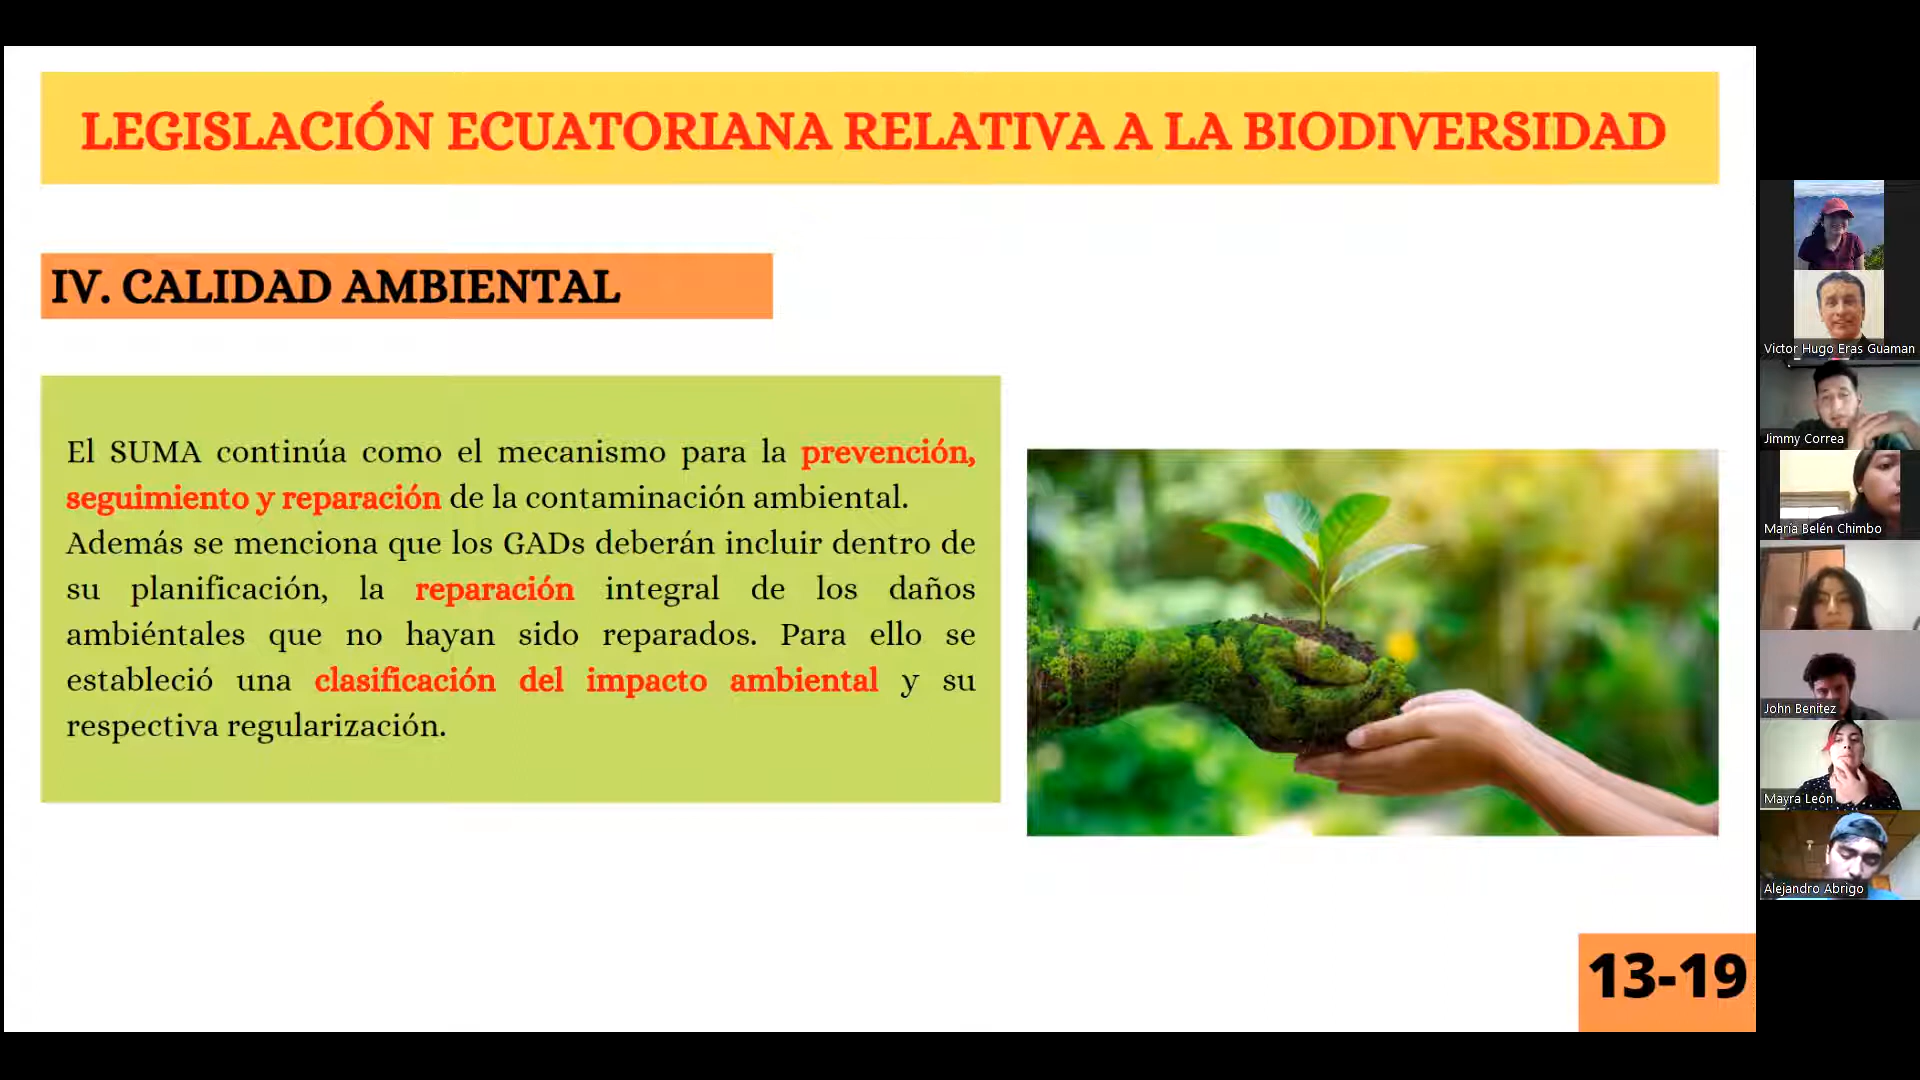 LEGISLACIÓN ECUATORIANA RELATIVA A LA BIODIVERSIDAD
IV. CALIDAD AMBIENTAL
El SUMA continúa como el mecanismo para la prevención,
seguimiento y reparación de la contaminación ambiental.
Además se menciona que los GADs deberán incluir dentro de
su planificación, la reparación integral de los daños
ambiéntales que no hayan sido reparados. Para ello se
estableció una clasificación del impacto ambiental y su
respectiva regularización.
13-19
Victor Hugo Eras Guaman
Jimmy Correa
María Belén Chimbo
John Benítez
Mayra León
Alejandro Abrigo